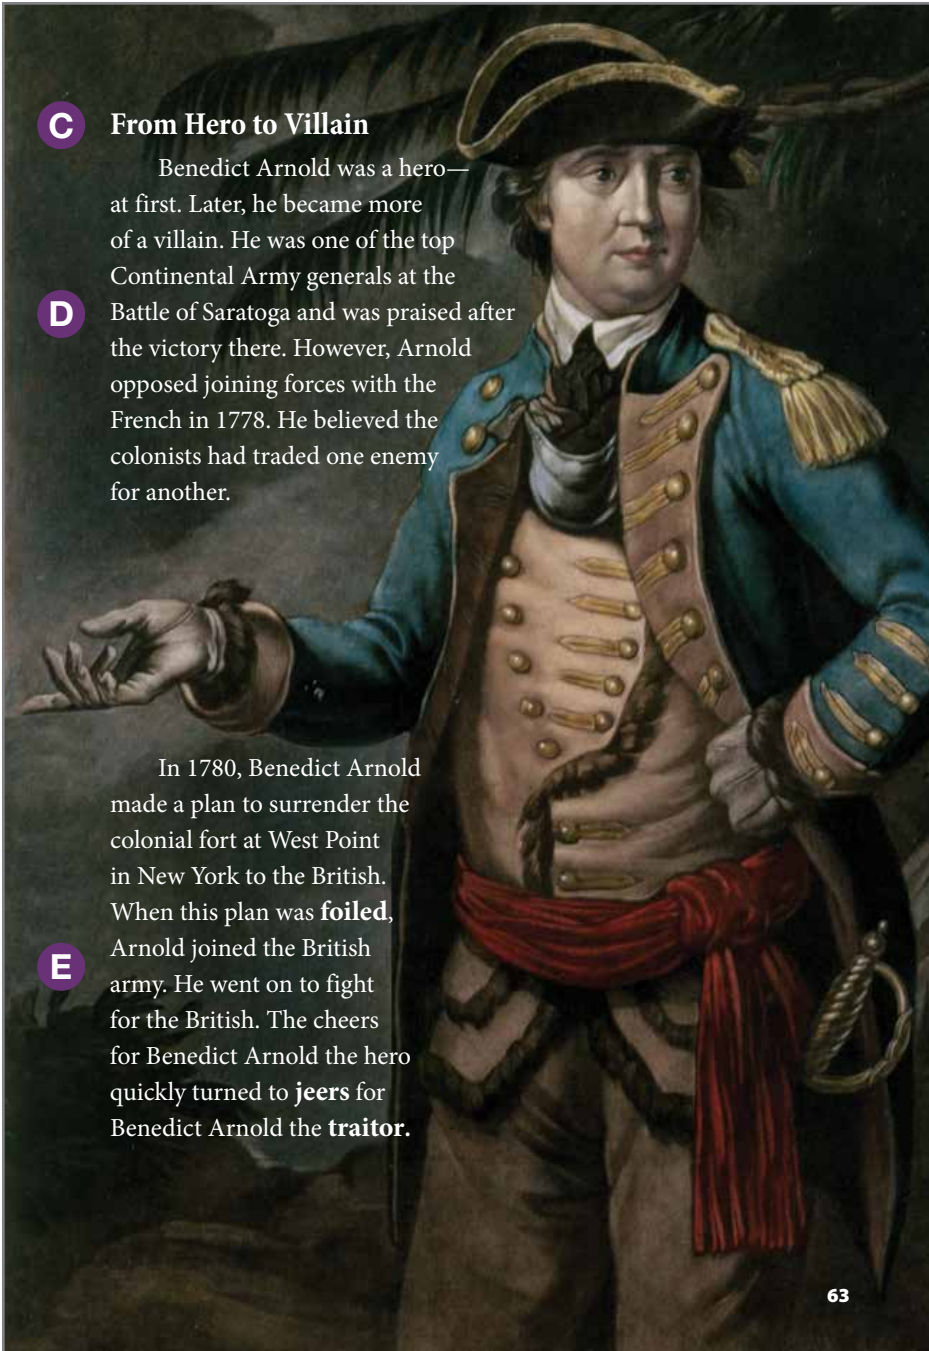 C From Hero to Villain
Benedict Arnold was a hero—
at first. Later, he became more
of a villain. He was one of the top
Continental Army generals at the
D Battle of Saratoga and was praised after
the victory there. However, Arnold
opposed joining forces with the
French in 1778. He believed the
colonists had traded one enemy
for another.
In 1780, Benedict Arnold
made a plan to surrender the
colonial fort at West Point
in New York to the British.
When this plan was foiled,
Arnold joined the British
E army. He went on to fight
for the British. The cheers
for Benedict Arnold the hero
quickly turned to jeers for
Benedict Arnold the traitor.
63